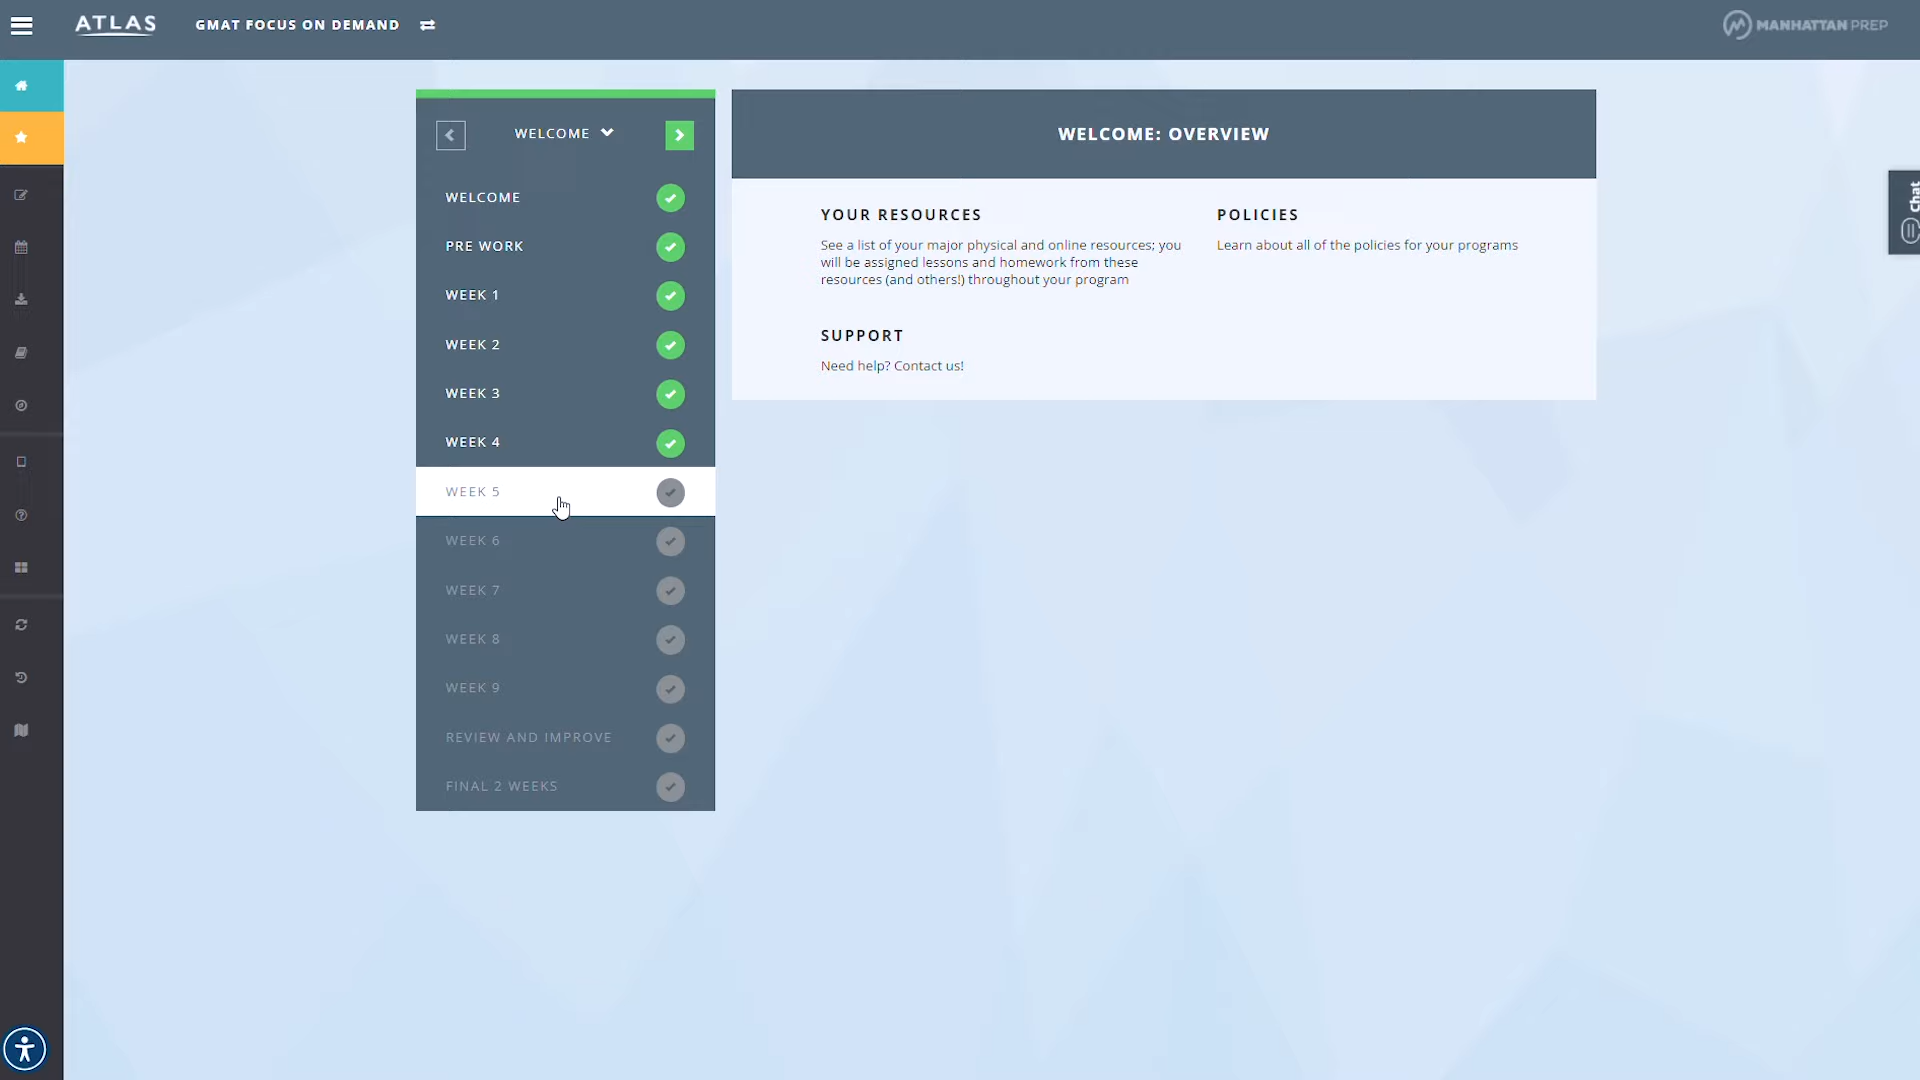 ATLAS
GMAT FOCUS ON DEMAND
MANHATTAN PREP
WELCOME
WELCOME
PRE WORK
WEEK 1
WEEK 2
WEEK 3
WEEK 4
WEEK 5
WEEK 6
WEEK 7
WEEK 8
WEEK 9
REVIEW AND IMPROVE
FINAL 2 WEEKS
WELCOME: OVERVIEW
YOUR RESOURCES
See a list of your major physical and online resources; you
will be assigned lessons and homework from these
resources (and others!) throughout your program
POLICIES
Learn about all of the policies for your programs
SUPPORT
Need help? Contact us!
Chat